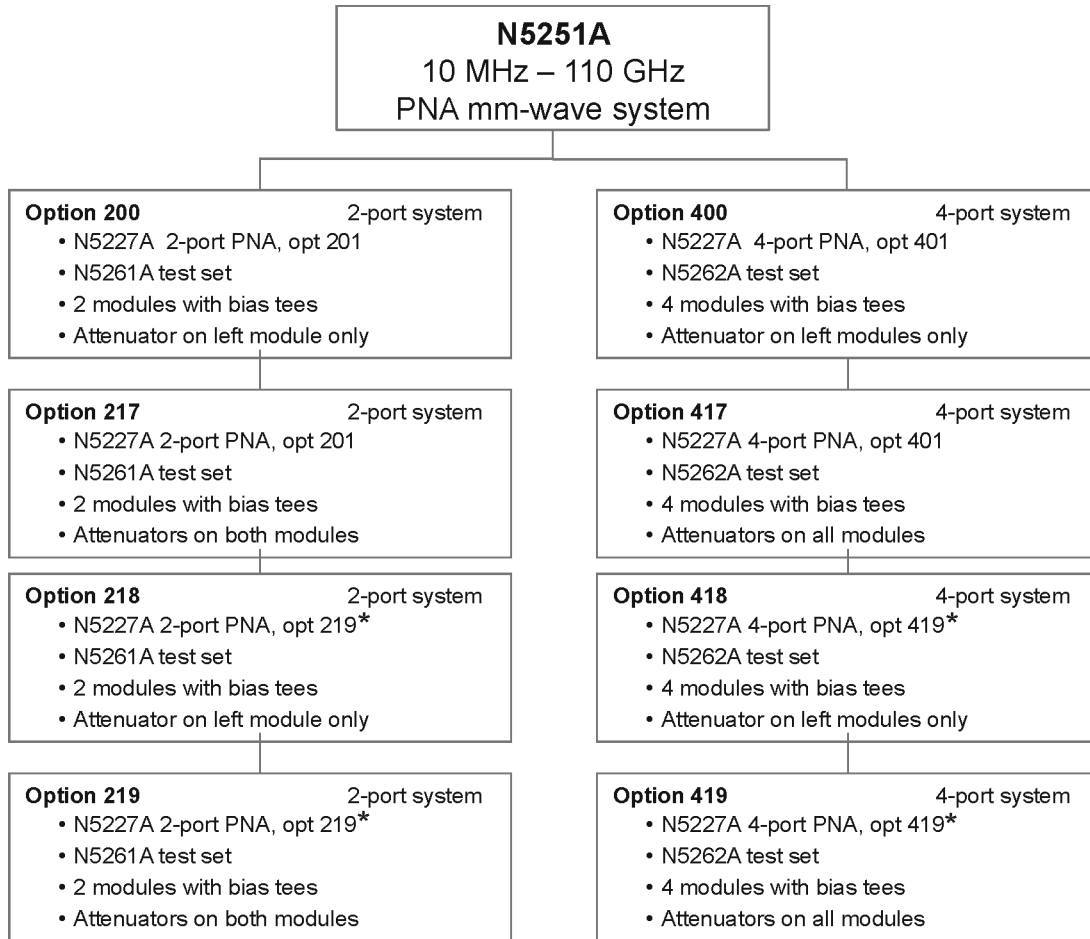 N5251A
10 MHz – 110 GHz
PNA mm-wave system
Option 200 2-port system
• N5227A 2-port PNA, opt 201
• N5261A test set
• 2 modules with bias tees
• Attenuator on left module only
Option 217 2-port system
• N5227A 2-port PNA, opt 201
• N5261A test set
• 2 modules with bias tees
• Attenuators on both modules
Option 218 2-port system
• N5227A 2-port PNA, opt 219*
• N5261A test set
• 2 modules with bias tees
• Attenuator on left module only
Option 219 2-port system
• N5227A 2-port PNA, opt 219*
• N5261A test set
• 2 modules with bias tees
• Attenuators on both modules
Option 400 4-port system
• N5227A 4-port PNA, opt 401
• N5262A test set
• 4 modules with bias tees
• Attenuator on left modules only
Option 417 4-port system
• N5227A 4-port PNA, opt 401
• N5262A test set
• 4 modules with bias tees
• Attenuators on all modules
Option 418 4-port system
• N5227A 4-port PNA, opt 419*
• N5262A test set
• 4 modules with bias tees
• Attenuator on left modules only
Option 419 4-port system
• N5227A 4-port PNA, opt 419*
• N5262A test set
• 4 modules with bias tees
• Attenuators on all modules